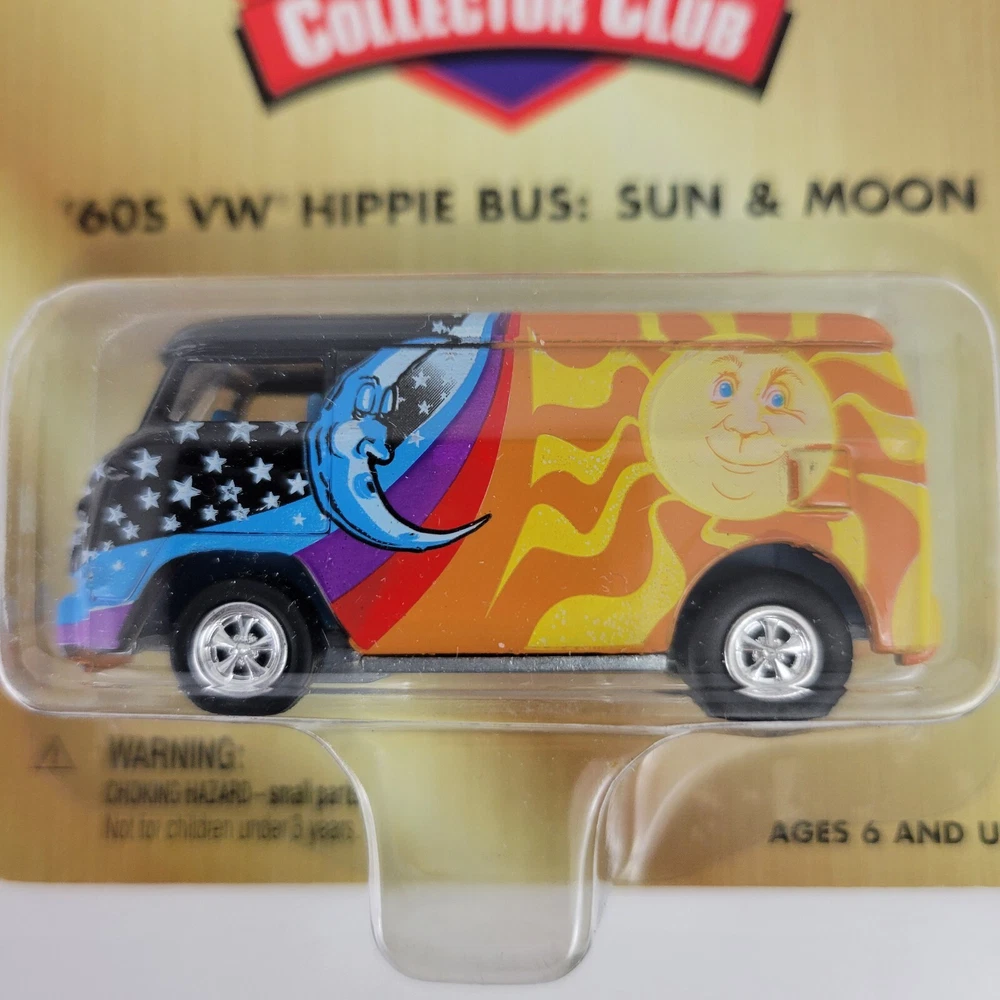 COLLECTOR CLUB
'60S VW HIPPIE BUS: SUN & MOON
WARNING:
CHOKING HAZARD – small parts
Not for children under 3 years.
AGES 6 AND U